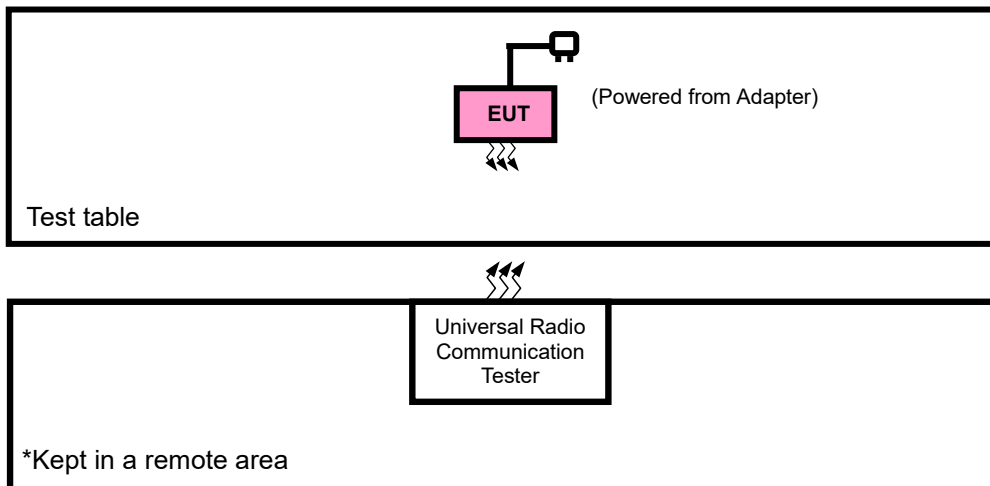 EUT
(Powered from Adapter)
Test table
Universal Radio
Communication
Tester
*Kept in a remote area